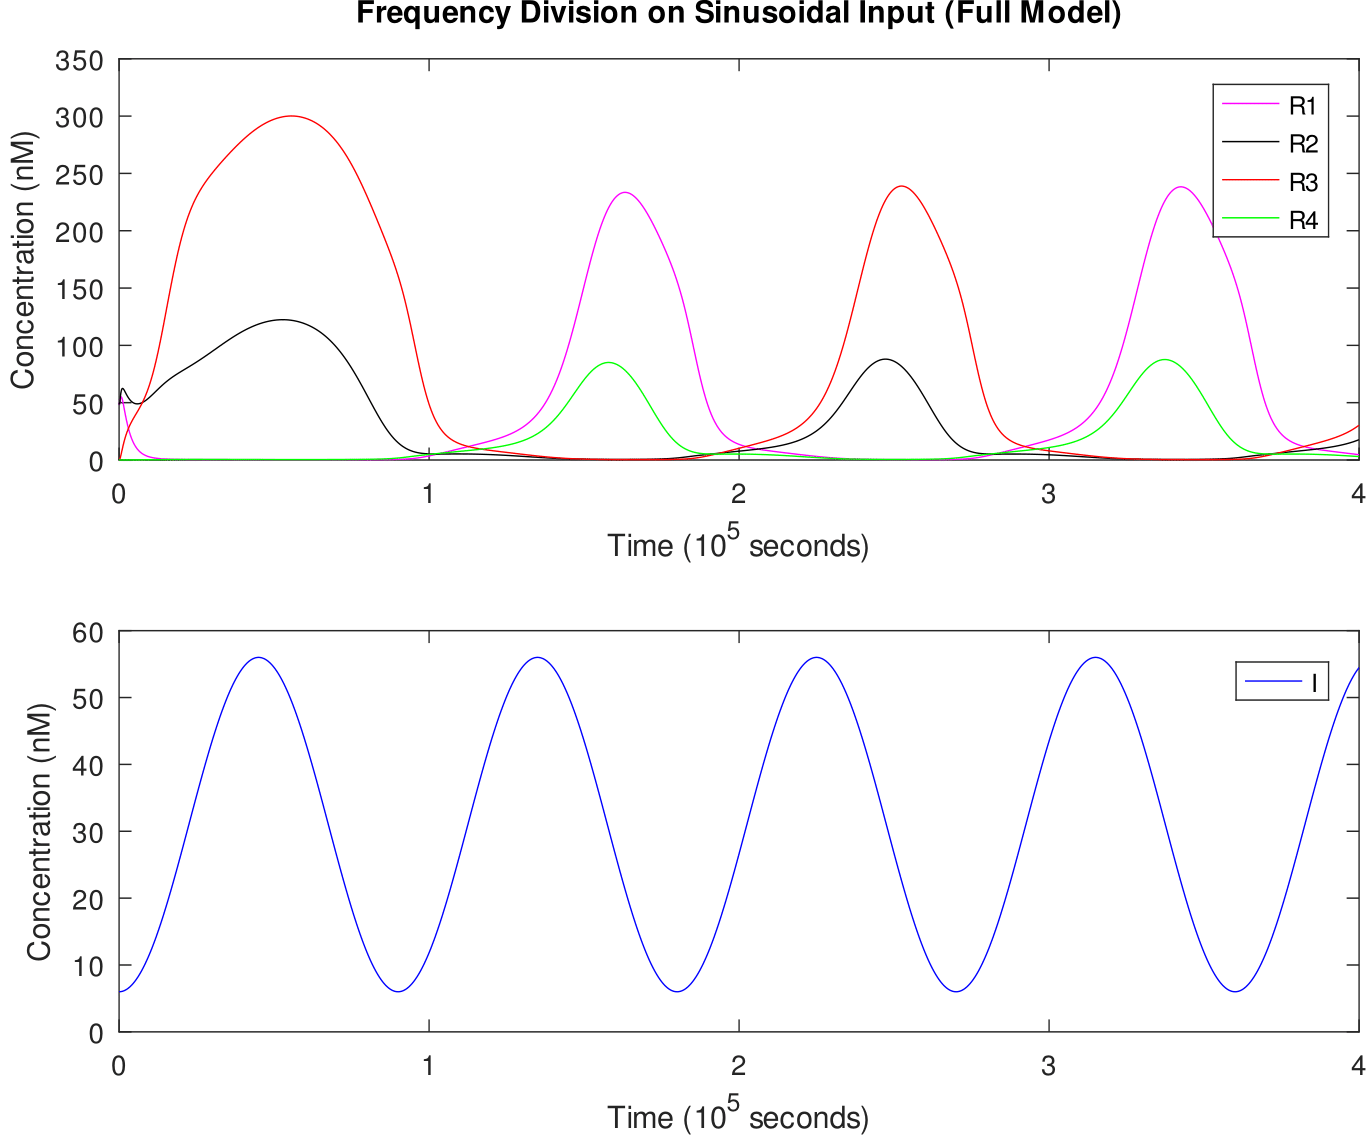 Frequency Division on Sinusoidal Input (Full Model)
350
300
250
200
150
100
50
0
Concentration (nM)
R1
R2
R3
R4
0 1 2 3 4
Time (10^5 seconds)
60
50
40
30
20
10
0
Concentration (nM)
I
0 1 2 3 4
Time (10^5 seconds)